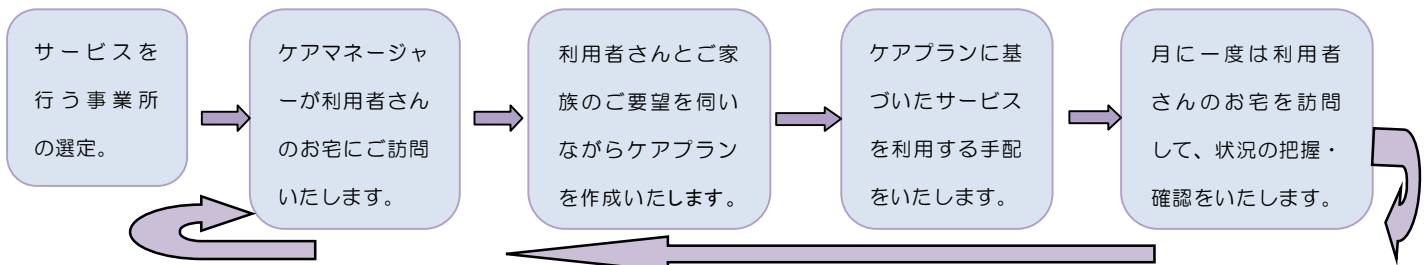 サービスを
行う事業所
の選定。
ケアマネージャ
ーが利用者さん
のお宅にご訪問
いたします。
利用者さんとご家
族のご要望を伺い
ながらケアプラン
を作成いたします。
ケアプランに基
づいたサービス
を利用する手配
をいたします。
月に一度は利用者
さんのお宅を訪問
して、状況の把握・
確認をいたします。